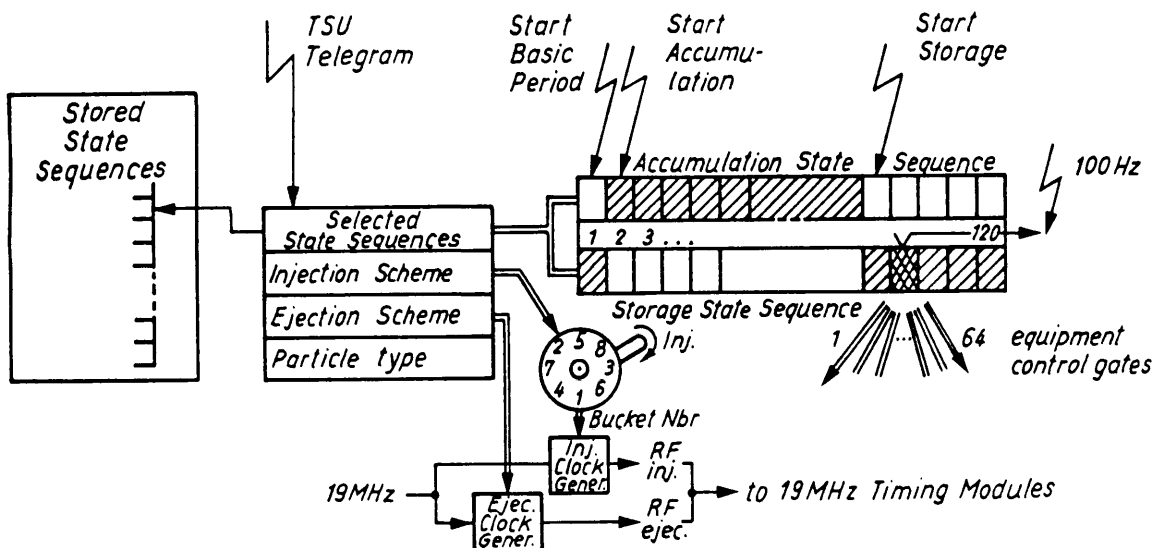 TSU
Telegram
Start
Basic
Period
Start
Accumu-
lation
Start
Storage
Stored
State
Sequences
Accumulation State Sequence
100 Hz
Selected
State Sequences
1 2 3 ... 120
Injection Scheme
Storage State Sequence
Ejection Scheme
Particle type
1 ... 64
equipment
control gates
Inj.
5
2 8
7 3
4 6
1
Bucket Nbr
Inj.
Clock
Gener.
RF
inj.
19MHz
to 19MHz Timing Modules
Ejec.
Clock
Gener.
RF
ejec.